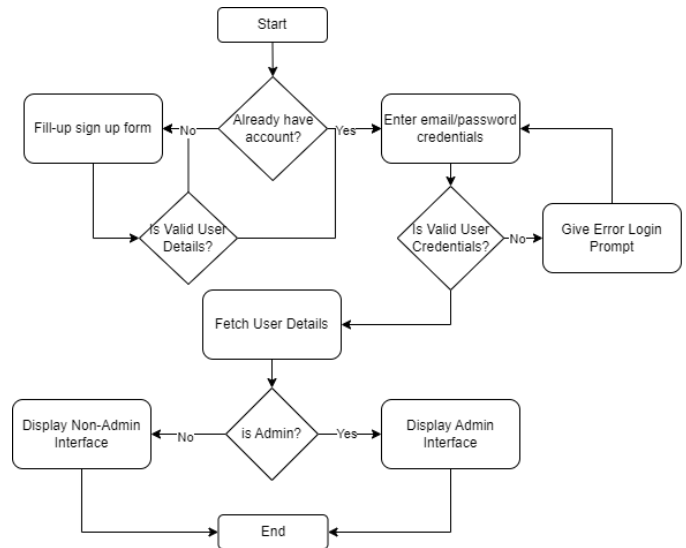 Start
Already have
account?
No
Yes
Fill-up sign up form
Enter email/password
credentials
Is Valid User
Details?
Is Valid User
Credentials?
No
Give Error Login
Prompt
Fetch User Details
is Admin?
No
Yes
Display Non-Admin
Interface
Display Admin
Interface
End